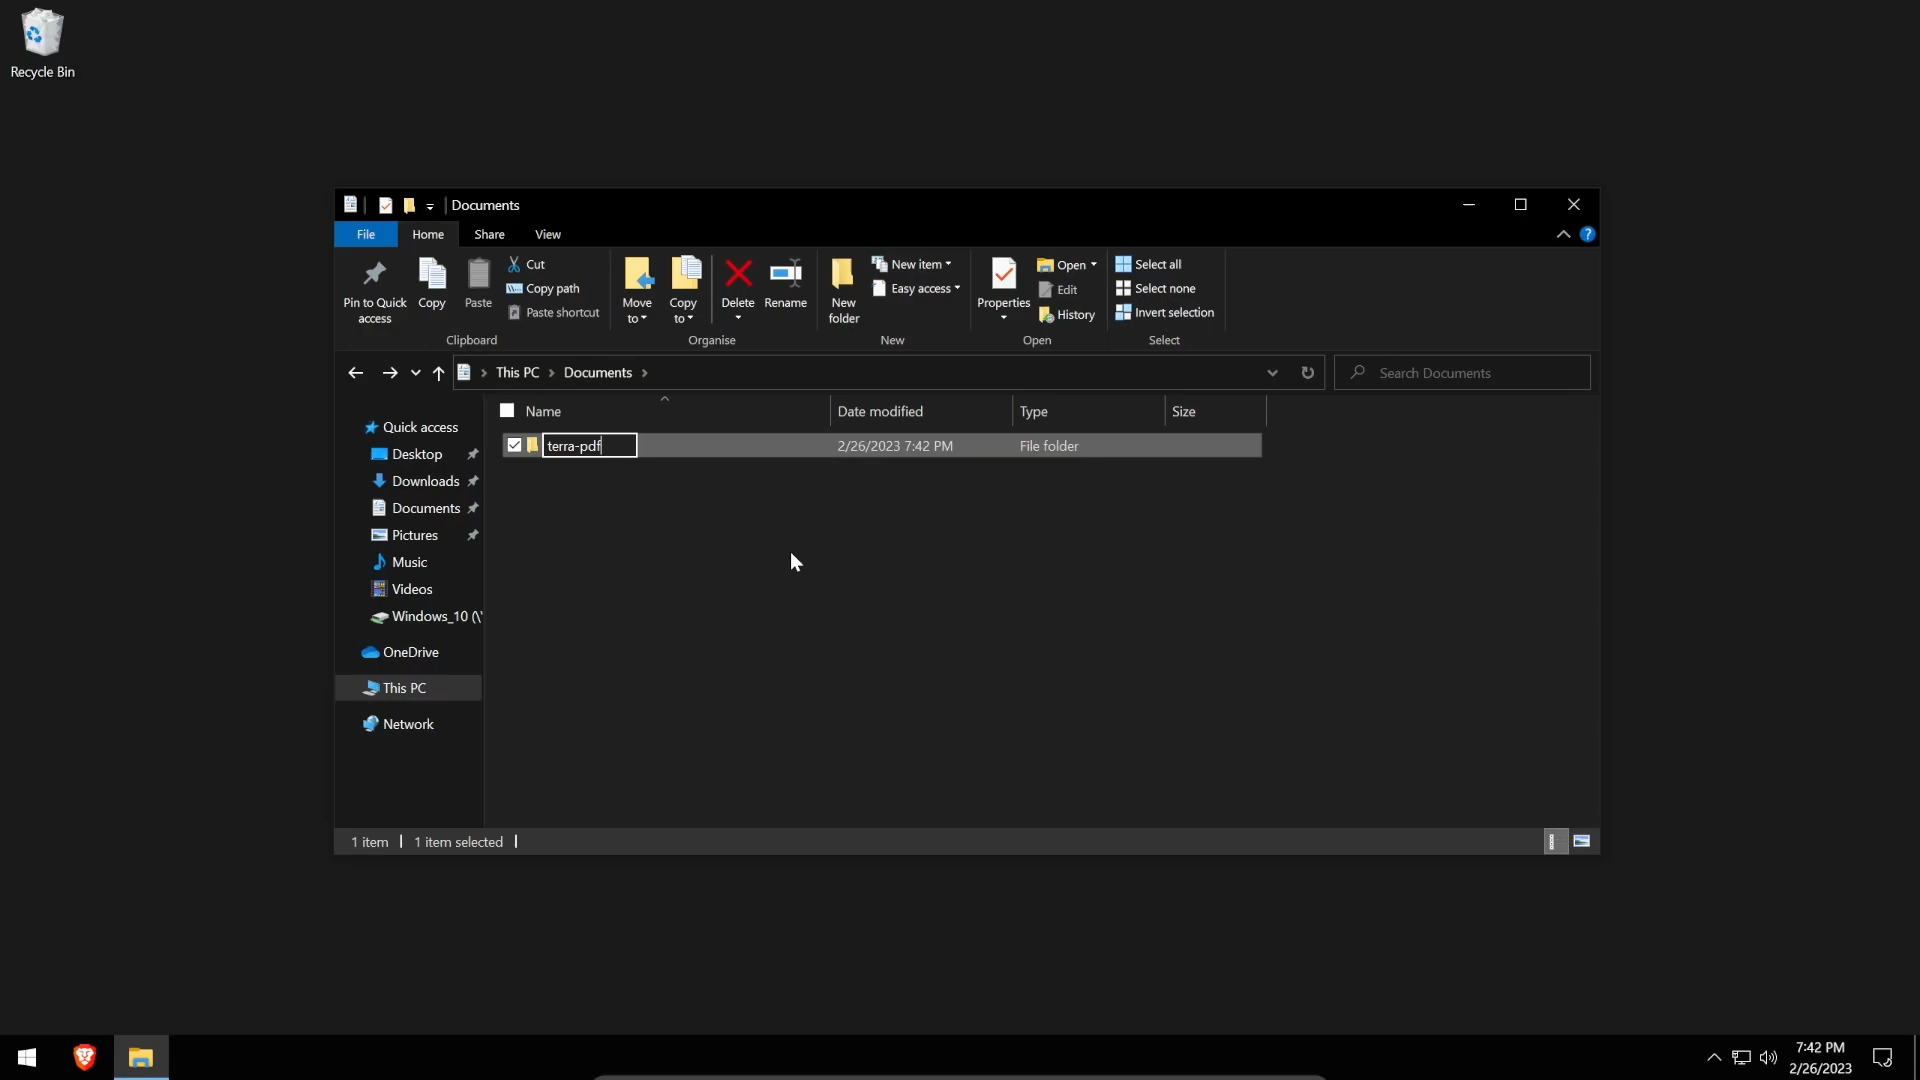 Recycle Bin
Documents
File
Home
Share
View
Pin to Quick
access
Copy
Paste
Cut
Copy path
Paste shortcut
Clipboard
Move
to
Copy
to
Delete
Rename
Organise
New
folder
New item
Easy access
New
Properties
Open
Edit
History
Open
Select all
Select none
Invert selection
Select
This PC
Documents
Search Documents
Name
Date modified
Type
Size
terra-pdf
2/26/2023 7:42 PM
File folder
Quick access
Desktop
Downloads
Documents
Pictures
Music
Videos
Windows_10 (\
OneDrive
This PC
Network
1 item
1 item selected
7:42 PM
2/26/2023